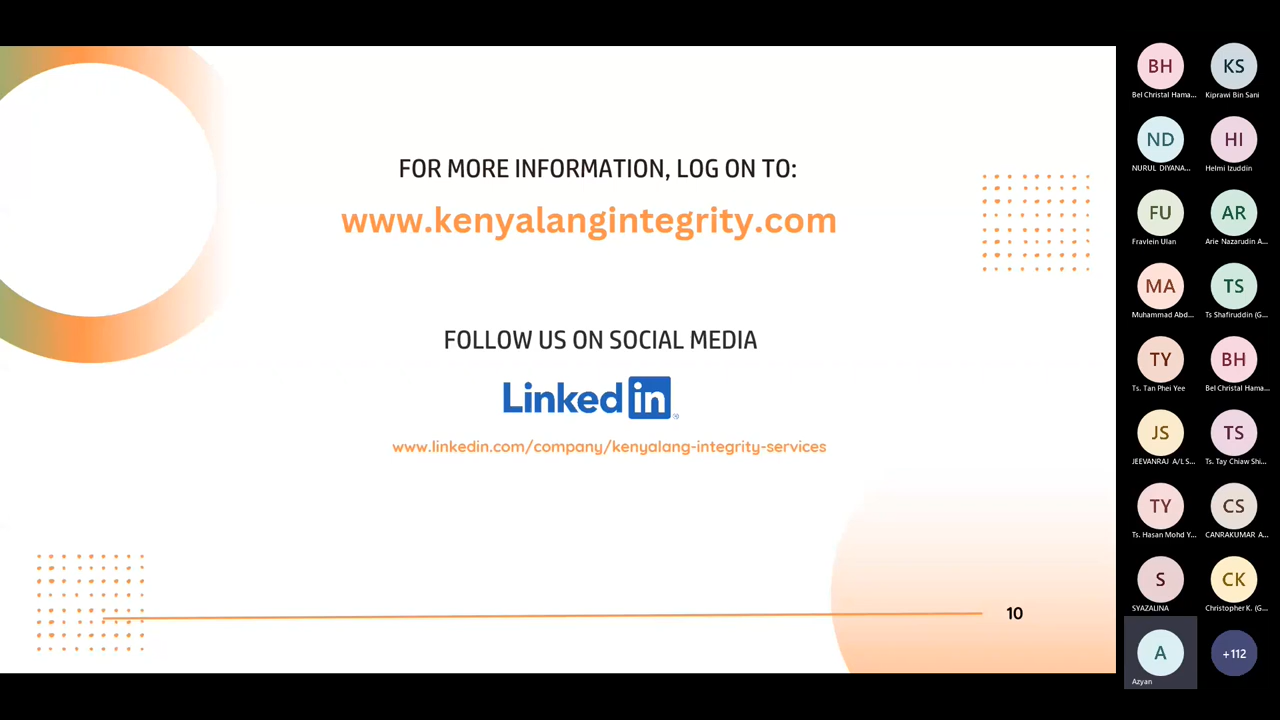 FOR MORE INFORMATION, LOG ON TO:
www.kenyalangintegrity.com
FOLLOW US ON SOCIAL MEDIA
Linked in
www.linkedin.com/company/kenyalang-integrity-services
10
BH
Bel Christal Hama...
KS
Kiprawi Bin Sani
ND
NURUL DIYANA...
HI
Helmi Izuddin
FU
Fravlein Ulan
AR
Arie Nazarudin A...
MA
Muhammad Abd...
TS
Ts Shafiruddin (G...
TY
Ts. Tan Phei Yee
BH
Bel Christal Hama...
JS
JEEVANRAJ A/L S...
TS
Ts. Tay Chiaw Shi...
TY
Ts. Hasan Mohd Y...
CS
CANRAKUMAR A...
S
SYAZALINA
CK
Christopher K. (G...
A
Azyan
+112